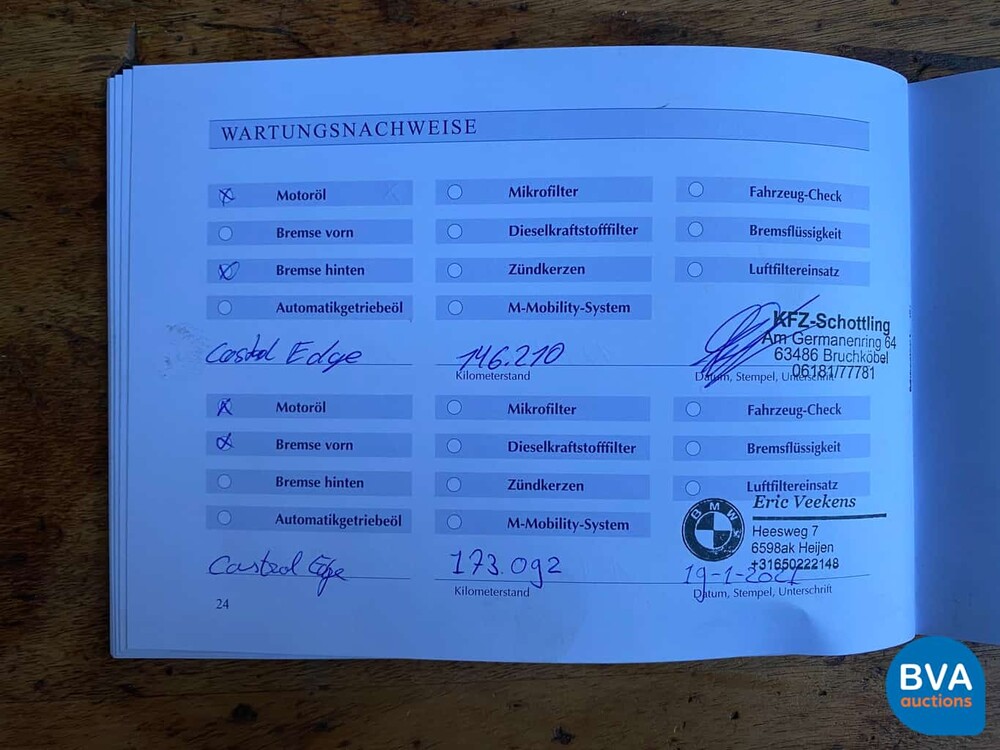 WARTUNGSNACHWEISE
Motoröl Mikrofilter Fahrzeug-Check
Bremse vorn Dieselkraftstofffilter Bremsflüssigkeit
Bremse hinten Zündkerzen Luftfiltereinsatz
Automatikgetriebeöl M-Mobility-System
KFZ-Schottling
Am Germanenring 64
63486 Bruchköbel
06181/77781
Castrol Edge 146.210
Kilometerstand Datum, Stempel, Unterschrift
Motoröl Mikrofilter Fahrzeug-Check
Bremse vorn Dieselkraftstofffilter Bremsflüssigkeit
Bremse hinten Zündkerzen Luftfiltereinsatz
Automatikgetriebeöl M-Mobility-System
BMW
Eric Veekens
Heesweg 7
6598ak Heijen
+31650222148
Castrol Edge 173.092 19-1-2021
Kilometerstand Datum, Stempel, Unterschrift
24
BVA
auctions